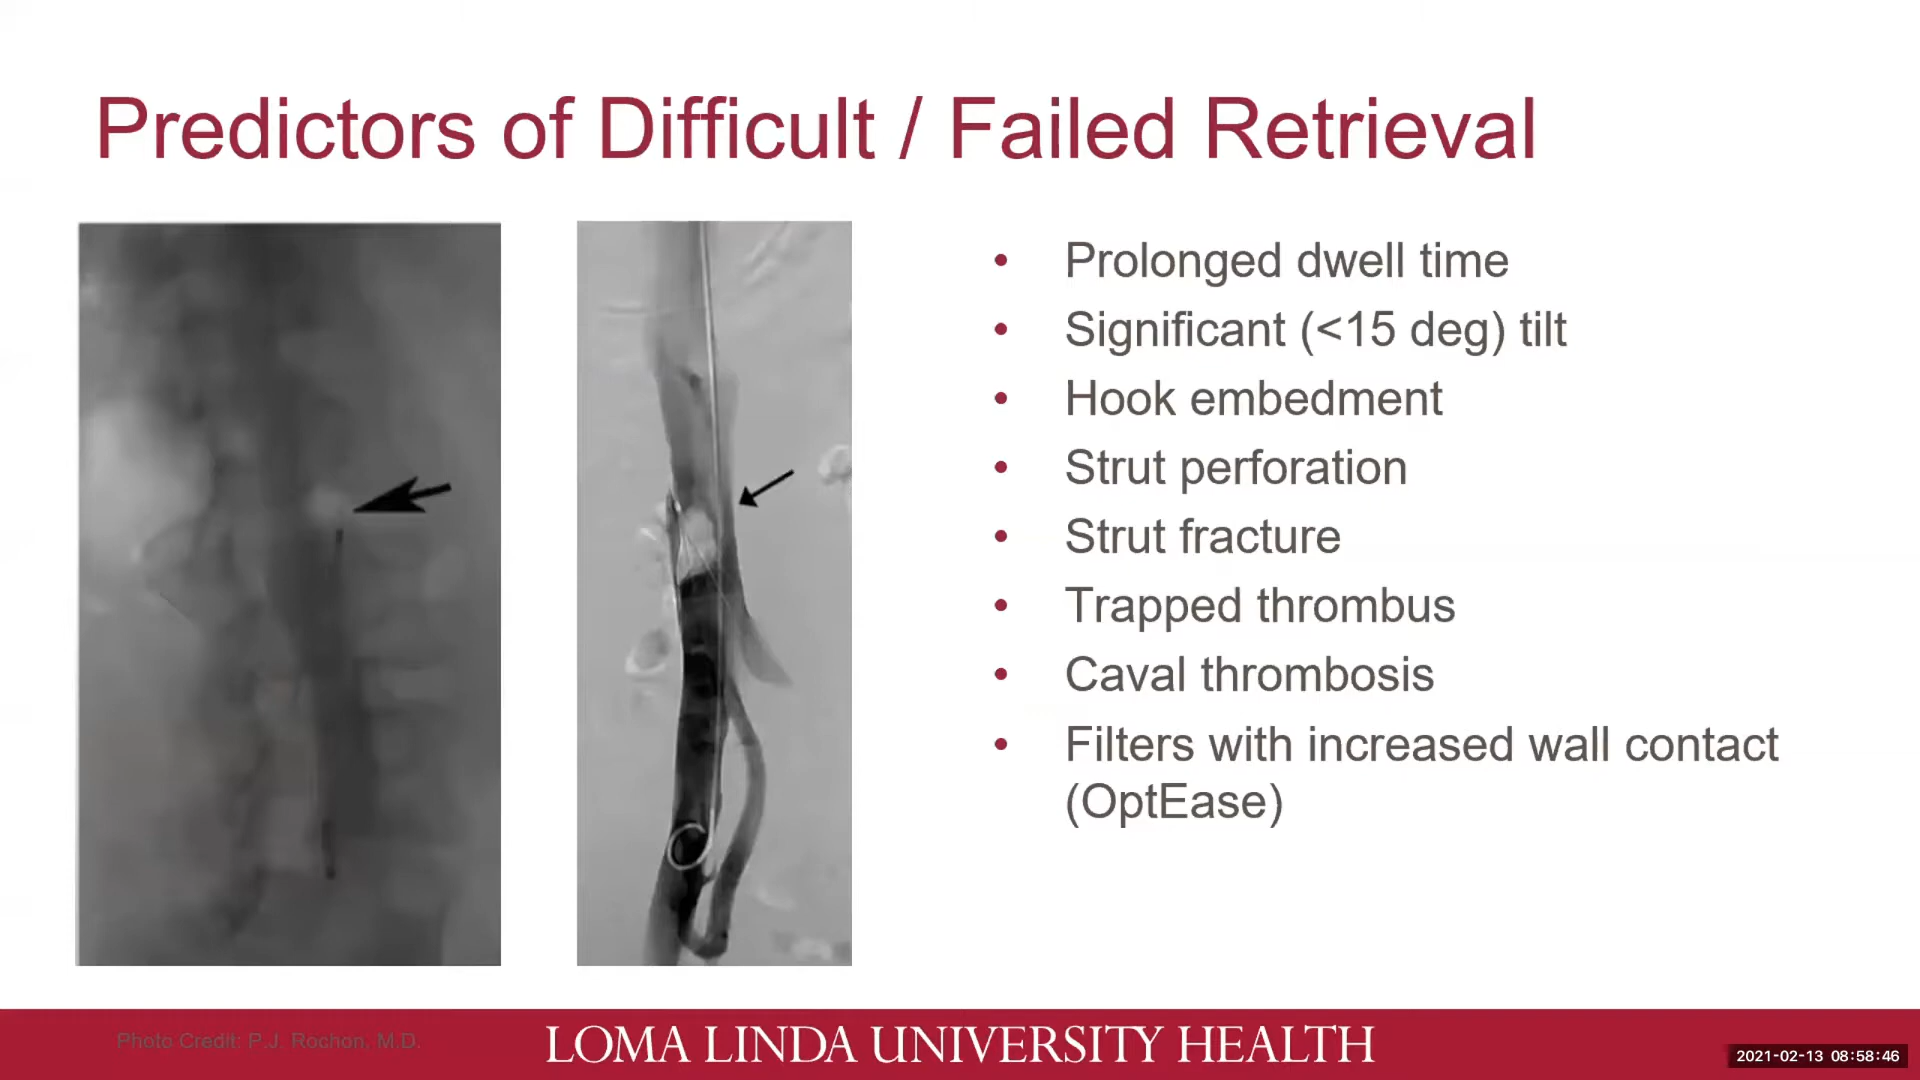 Predictors of Difficult / Failed Retrieval
• Prolonged dwell time
• Significant (<15 deg) tilt
• Hook embedment
• Strut perforation
• Strut fracture
• Trapped thrombus
• Caval thrombosis
• Filters with increased wall contact
(OptEase)
Photo Credit: P.J. Rochon, M.D.
LOMA LINDA UNIVERSITY HEALTH
2021-02-13 08:58:46